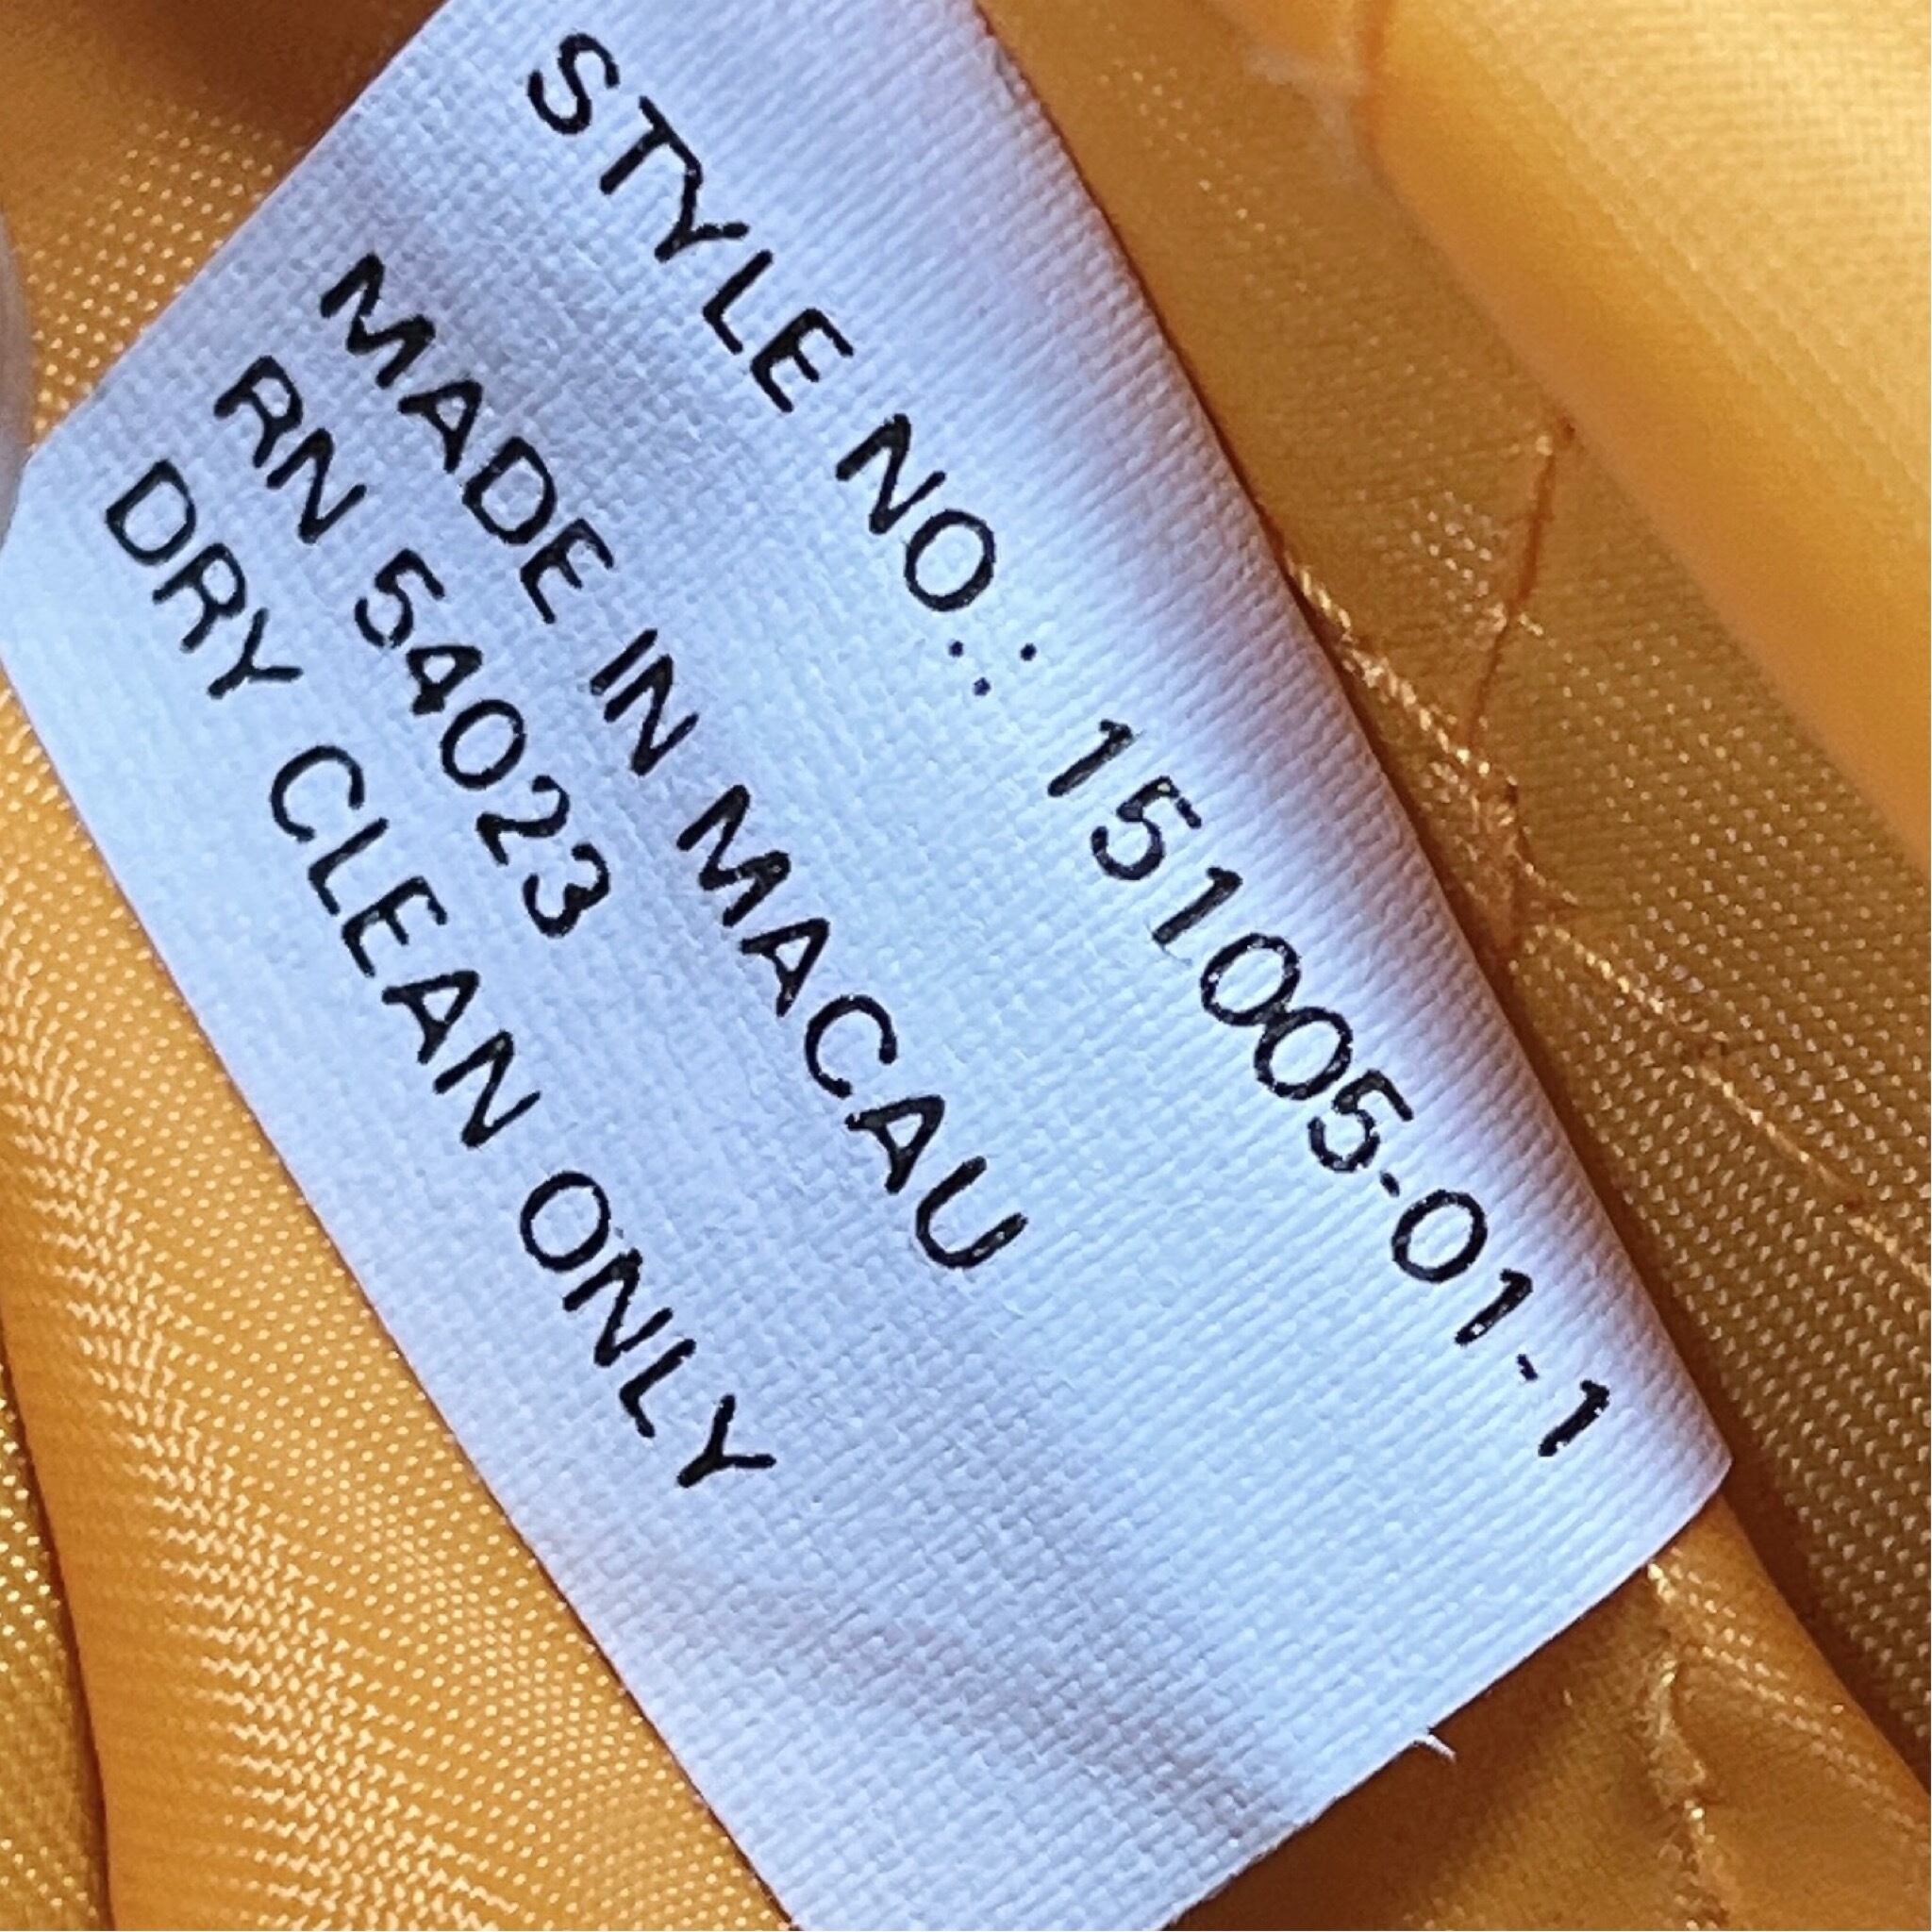 STYLE NO.: 151005-01-1
MADE IN MACAU
RN 54023
DRY CLEAN ONLY